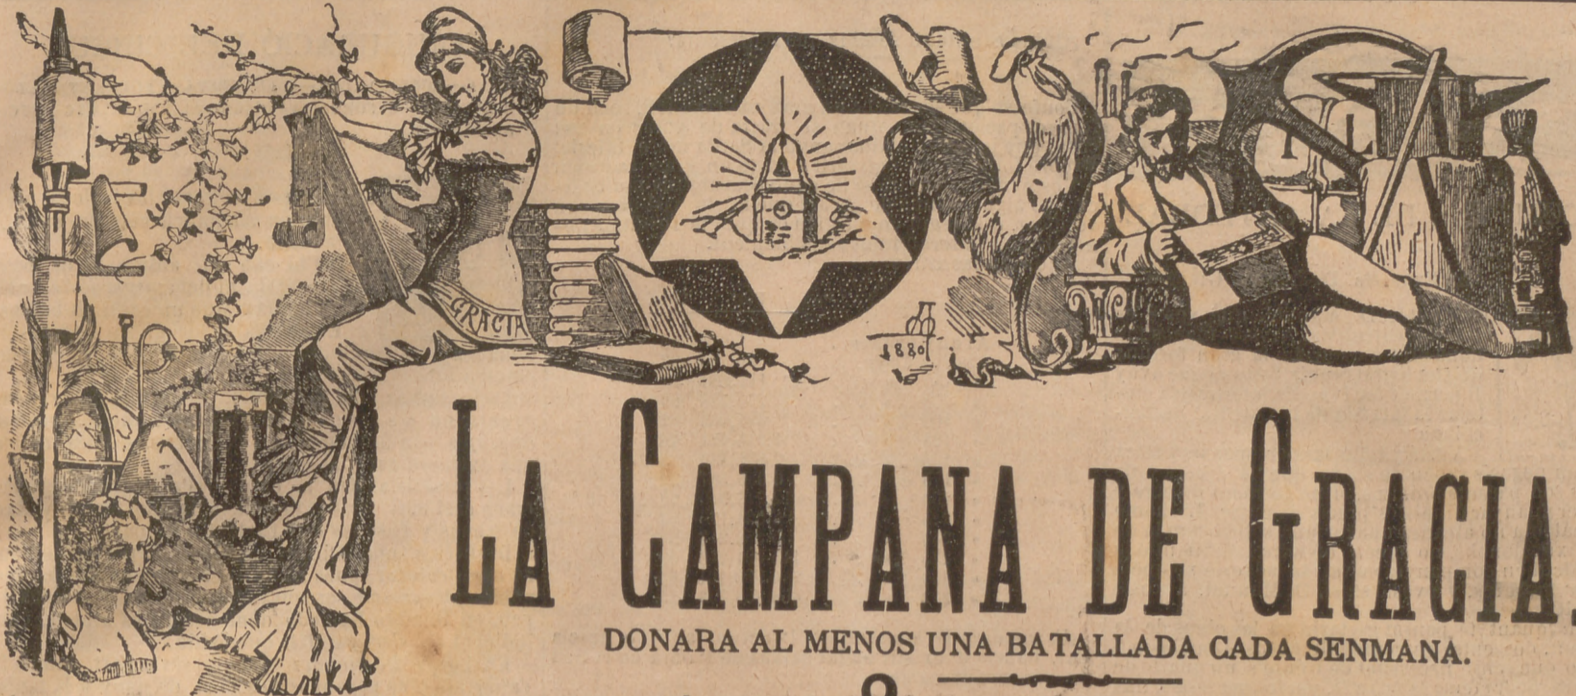 GRACIA
1880
LA CAMPANA DE GRACIA.
DONARA AL MENOS UNA BATALLADA CADA SENMANA.